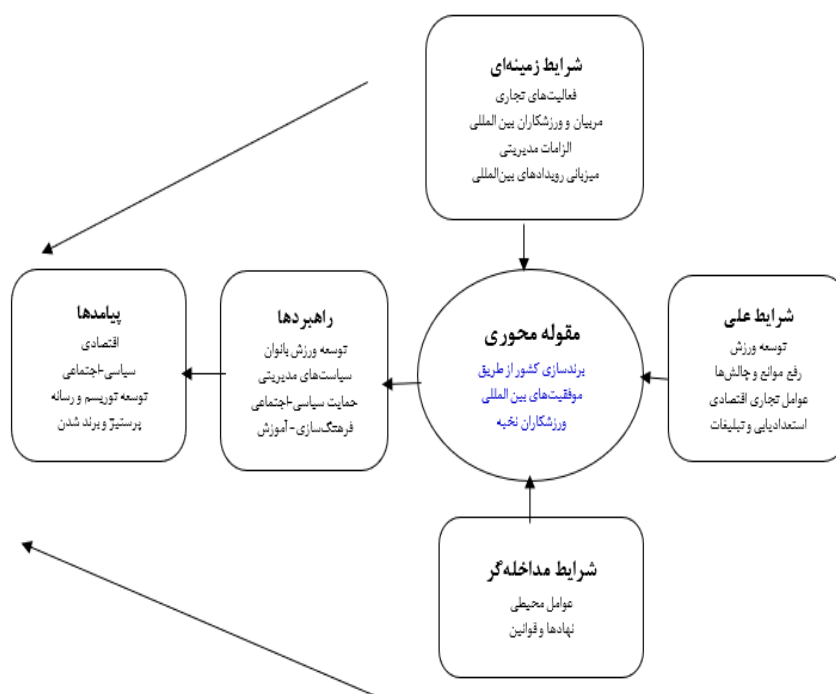 شرایط زمینه‌ای
فعالیت‌های تجاری
مربیان و ورزشکاران بین المللی
الزامات مدیریتی
میزبانی رویدادهای بین‌المللی
شرایط علی
توسعه ورزش
رفع موانع و چالش‌ها
عوامل تجاری اقتصادی
استعدادیابی و تبلیغات
مقوله محوری
برندسازی کشور از طریق
موفقیت‌های بین المللی
ورزشکاران نخبه
راهبردها
توسعه ورزش بانوان
سیاست‌های مدیریتی
حمایت سیاسی-اجتماعی
فرهنگ‌سازی-آموزش
پیامدها
اقتصادی
سیاسی-اجتماعی
توسعه توریسم و رسانه
پرستیژ و برند شدن
شرایط مداخله‌گر
عوامل محیطی
نهادها و قوانین